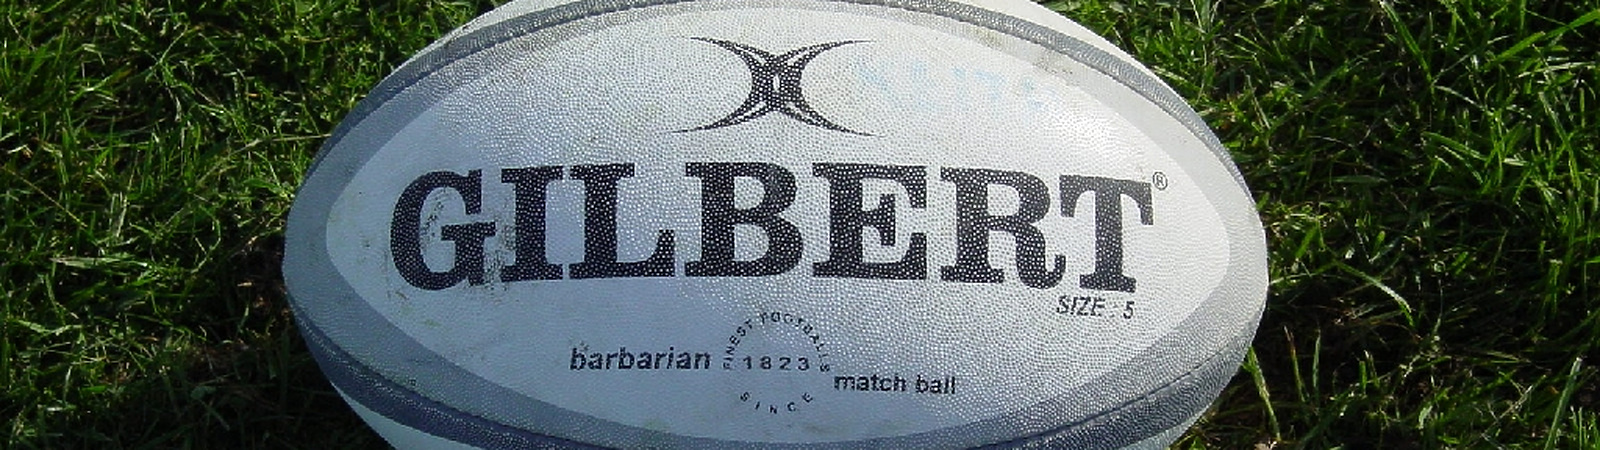 GILBERT®
SIZE : 5
barbarian
FINEST FOOTBALLS
1823
SINCE
match ball